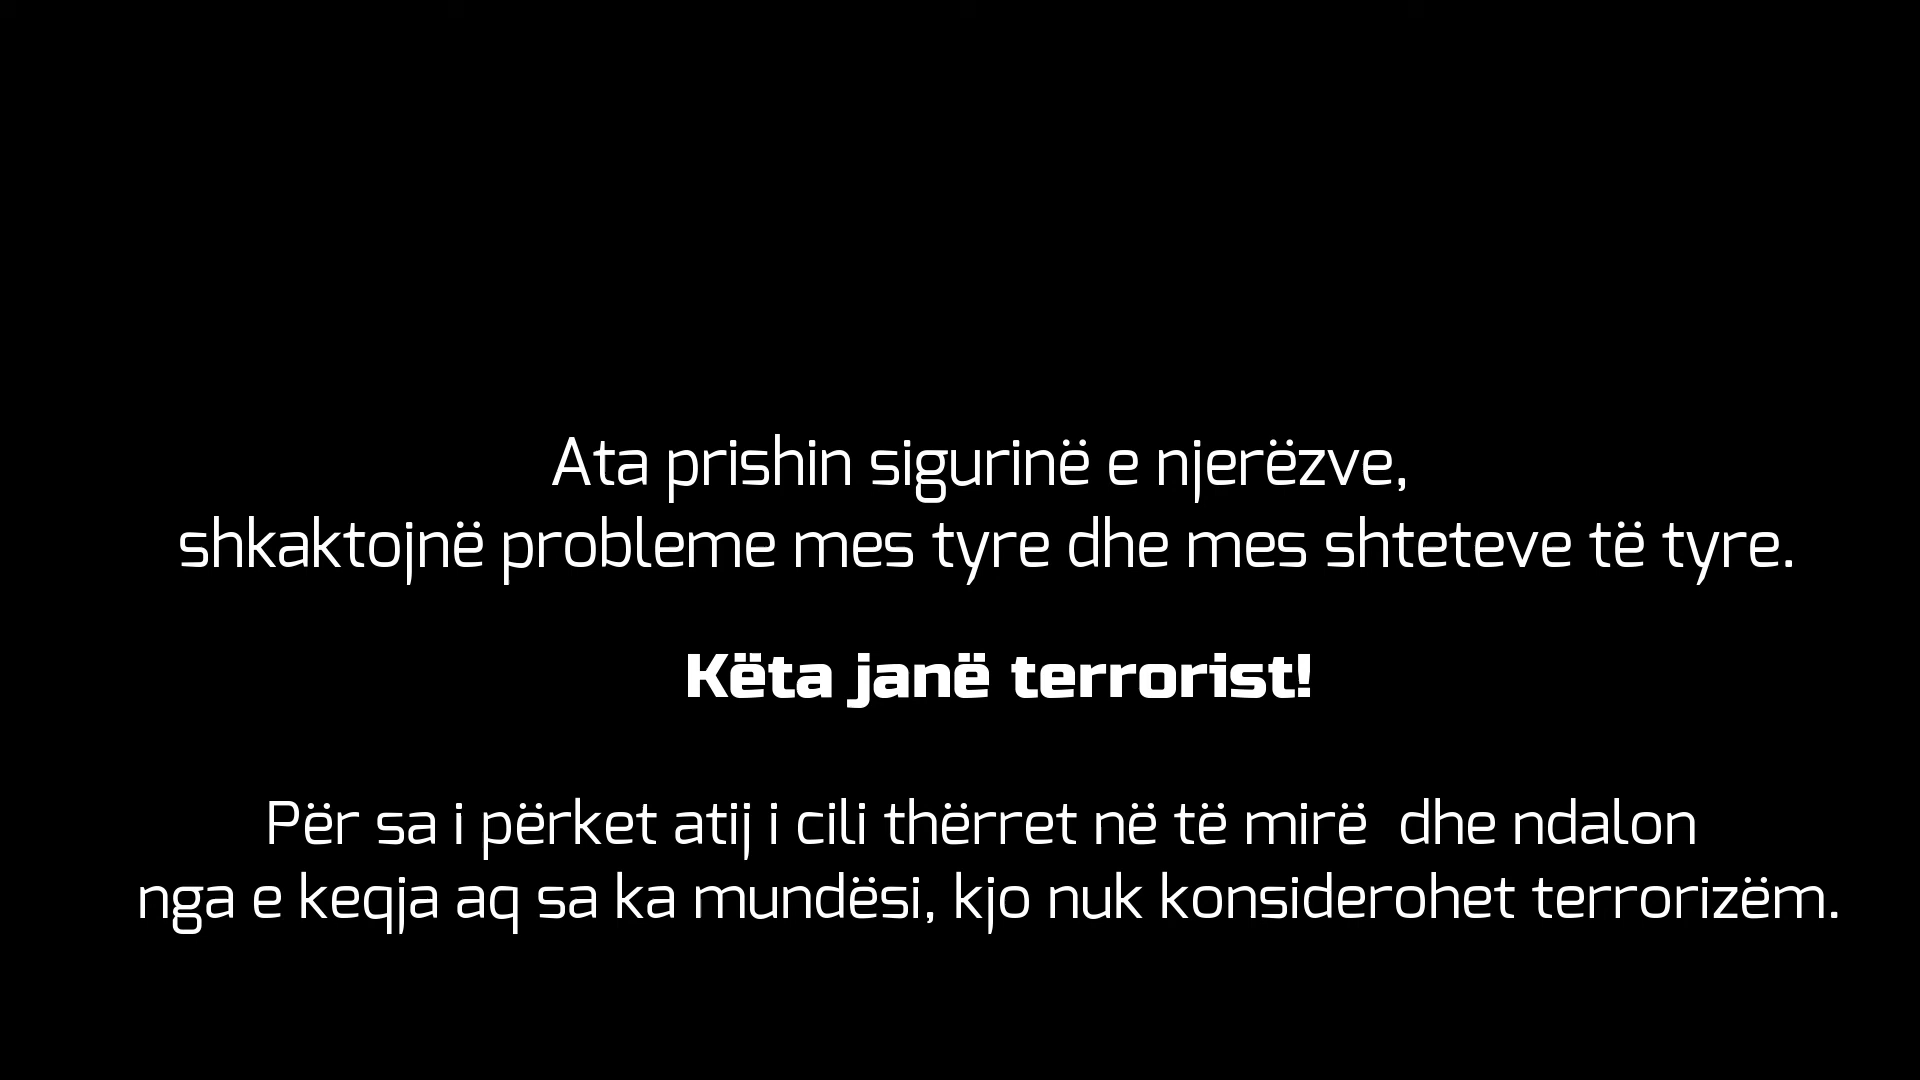 Ata prishin sigurinë e njerëzve,
shkaktojnë probleme mes tyre dhe mes shteteve të tyre.
Këta janë terrorist!
Për sa i përket atij i cili thërret në të mirë  dhe ndalon
nga e keqja aq sa ka mundësi, kjo nuk konsiderohet terrorizëm.